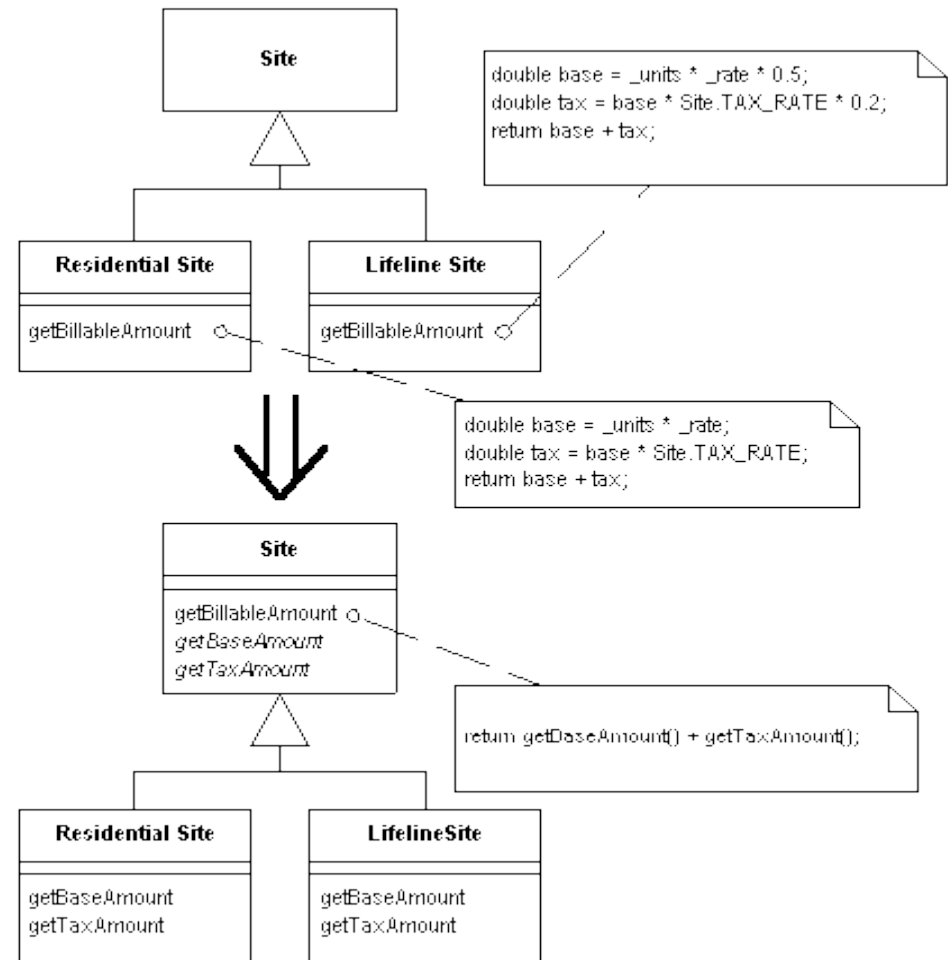 Site
double base = _units * _rate * 0.5;
double tax = base * Site.TAX_RATE * 0.2;
return base + tax;
Residential Site
getBillableAmount
Lifeline Site
getBillableAmount
double base = _units * _rate;
double tax = base * Site.TAX_RATE;
return base + tax;
Site
getBillableAmount
getBaseAmount
getTaxAmount
return getBaseAmount() + getTaxAmount();
Residential Site
getBaseAmount
getTaxAmount
LifelineSite
getBaseAmount
getTaxAmount